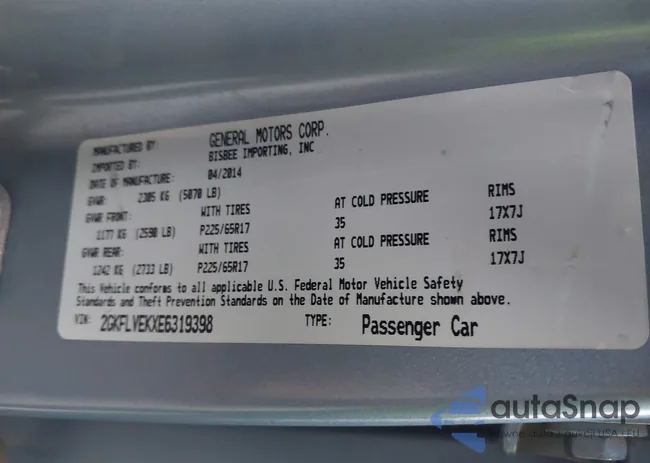 MANUFACTURED BY: GENERAL MOTORS CORP.
IMPORTED BY: BISBEE IMPORTING, INC
DATE OF MANUFACTURE: 04/2014
GVWR: 2305 KG (5070 LB)
GVWR FRONT: WITH TIRES AT COLD PRESSURE RIMS
1177 KG (2590 LB) P225/65R17 35 17X7J
GVWR REAR: WITH TIRES AT COLD PRESSURE RIMS
1242 KG (2733 LB) P225/65R17 35 17X7J
This Vehicle conforms to all applicable U.S. Federal Motor Vehicle Safety
Standards and Theft Prevention Standards on the Date of Manufacture shown above.
VIN: 2GKFLVEKXE6319398 TYPE: Passenger Car
autaSnap